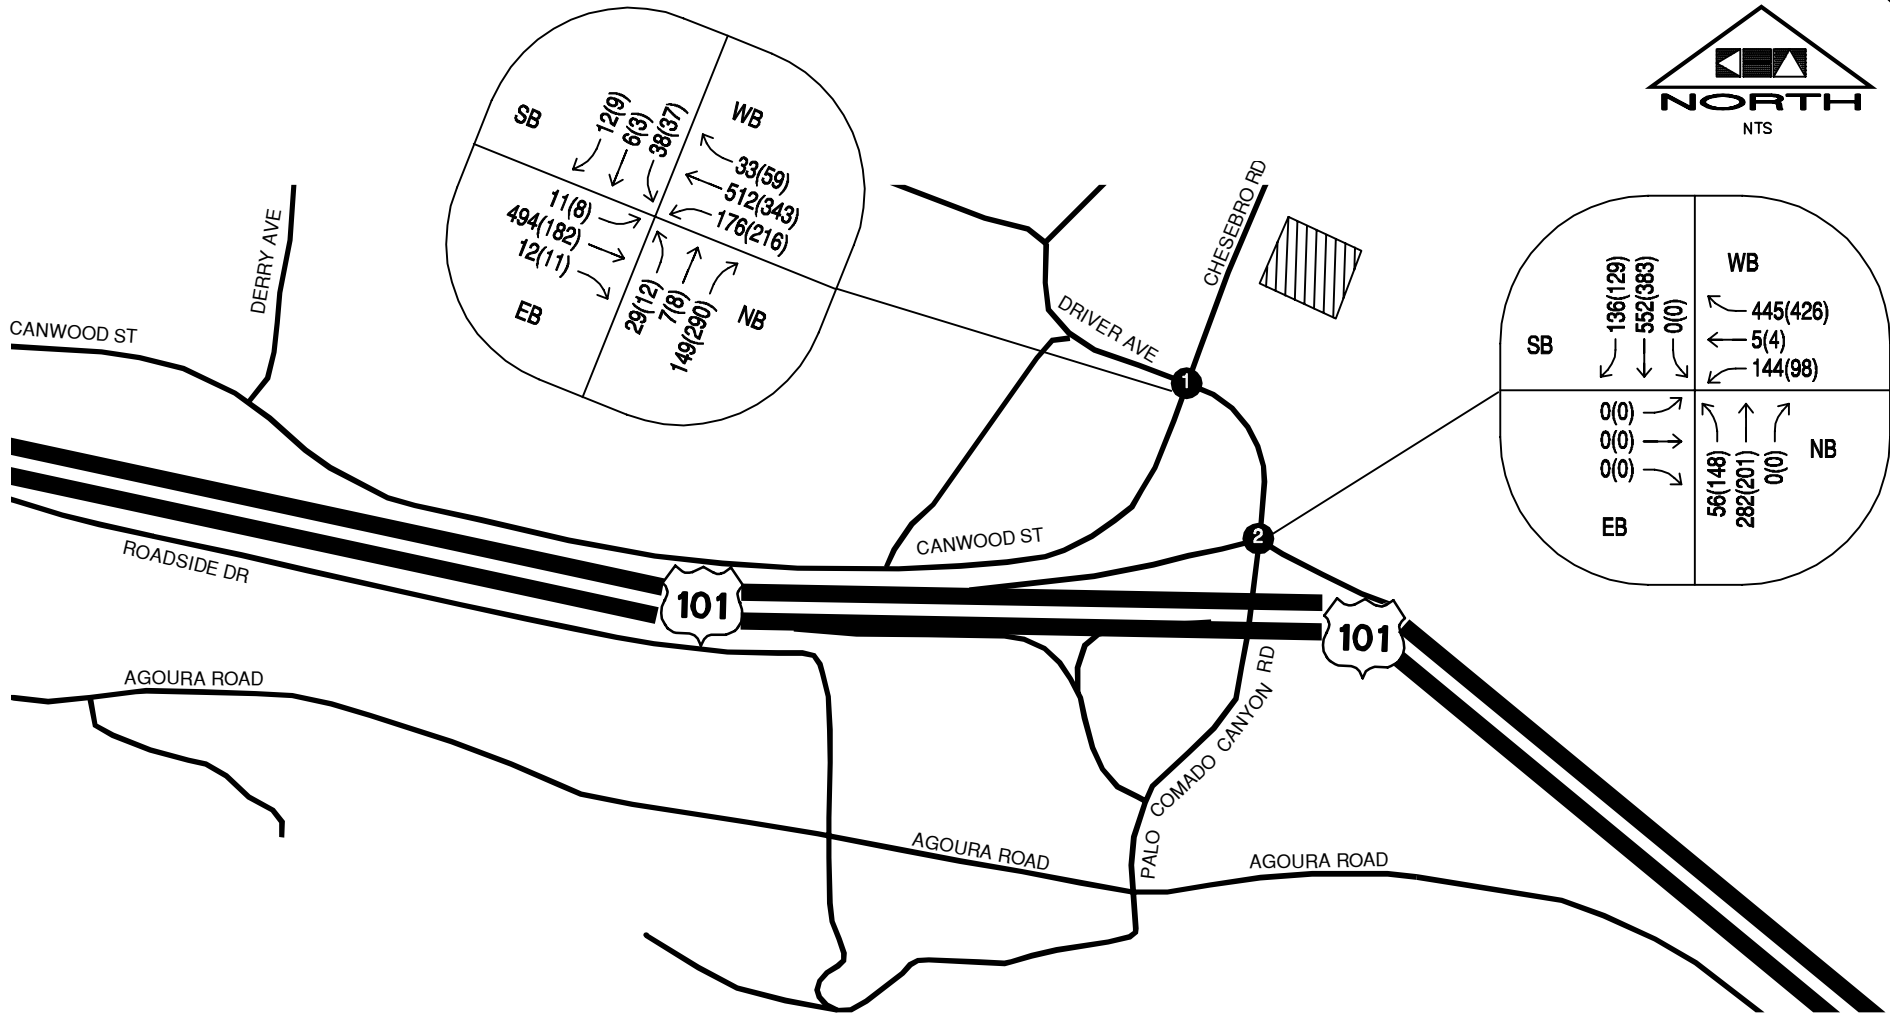 NORTH
NTS
SB
12(9)
6(3)
38(37)
WB
33(59)
512(343)
176(216)
11(8)
494(182)
12(11)
EB
29(12)
7(8)
149(290)
NB
CHESEBRO RD
DERRY AVE
CANWOOD ST
DRIVER AVE
1
SB
136(129)
552(383)
0(0)
WB
445(426)
5(4)
144(98)
0(0)
0(0)
0(0)
EB
56(148)
282(201)
0(0)
NB
2
CANWOOD ST
ROADSIDE DR
101
101
AGOURA ROAD
PALO COMADO CANYON RD
AGOURA ROAD
AGOURA ROAD